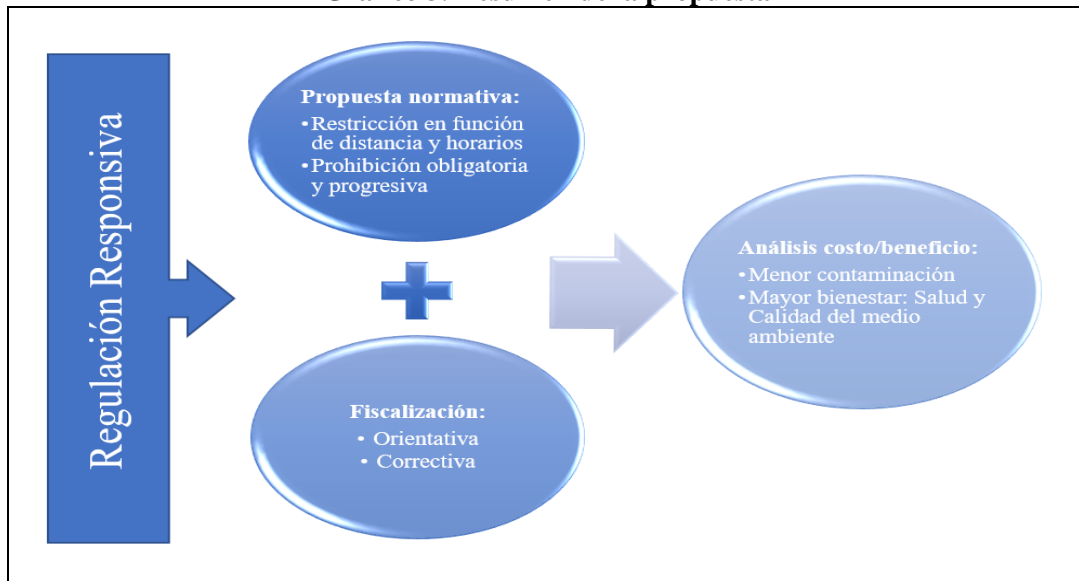 Regulación Responsiva
Propuesta normativa:
•Restricción en función
de distancia y horarios
•Prohibición obligatoria
y progresiva
Fiscalización:
• Orientativa
• Correctiva
Análisis costo/beneficio:
•Menor contaminación
•Mayor bienestar: Salud y
Calidad del medio
ambiente